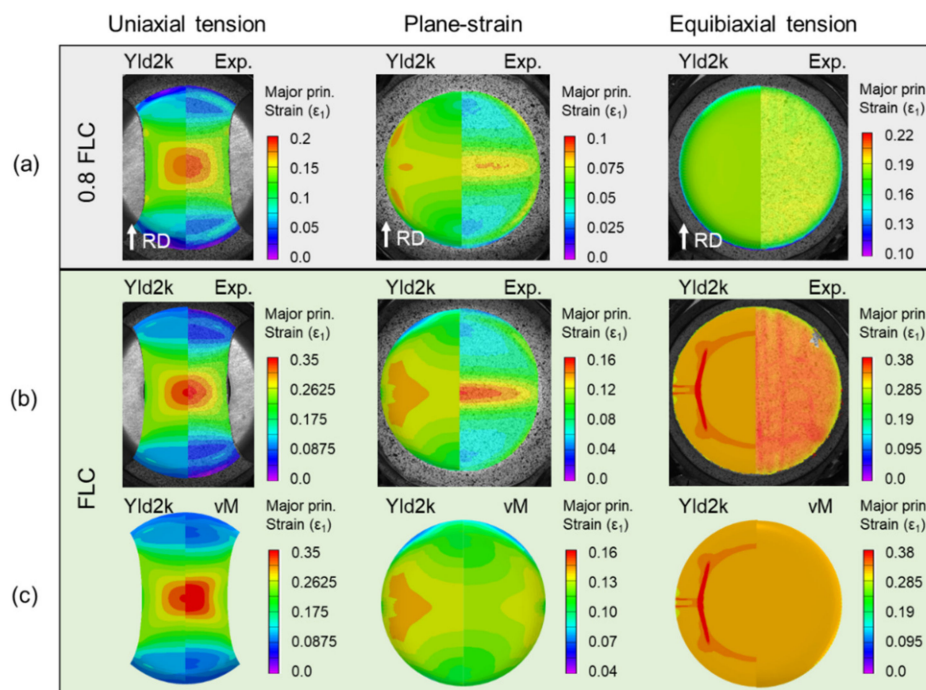 Uniaxial tension Plane-strain Equibiaxial tension
(a)
0.8 FLC
Yld2k Exp.
Major prin.
Strain (ε₁)
0.2
0.15
0.1
0.05
0.0
RD
Yld2k Exp.
Major prin.
Strain (ε₁)
0.1
0.075
0.05
0.025
0.0
RD
Yld2k Exp.
Major prin.
Strain (ε₁)
0.22
0.19
0.16
0.13
0.10
RD
(b)
FLC
Yld2k Exp.
Major prin.
Strain (ε₁)
0.35
0.2625
0.175
0.0875
0.0
Yld2k Exp.
Major prin.
Strain (ε₁)
0.16
0.12
0.08
0.04
0.0
Yld2k Exp.
Major prin.
Strain (ε₁)
0.38
0.285
0.19
0.095
0.0
(c)
Yld2k vM
Major prin.
Strain (ε₁)
0.35
0.2625
0.175
0.0875
0.0
Yld2k vM
Major prin.
Strain (ε₁)
0.16
0.13
0.10
0.07
0.04
Yld2k vM
Major prin.
Strain (ε₁)
0.38
0.285
0.19
0.095
0.0